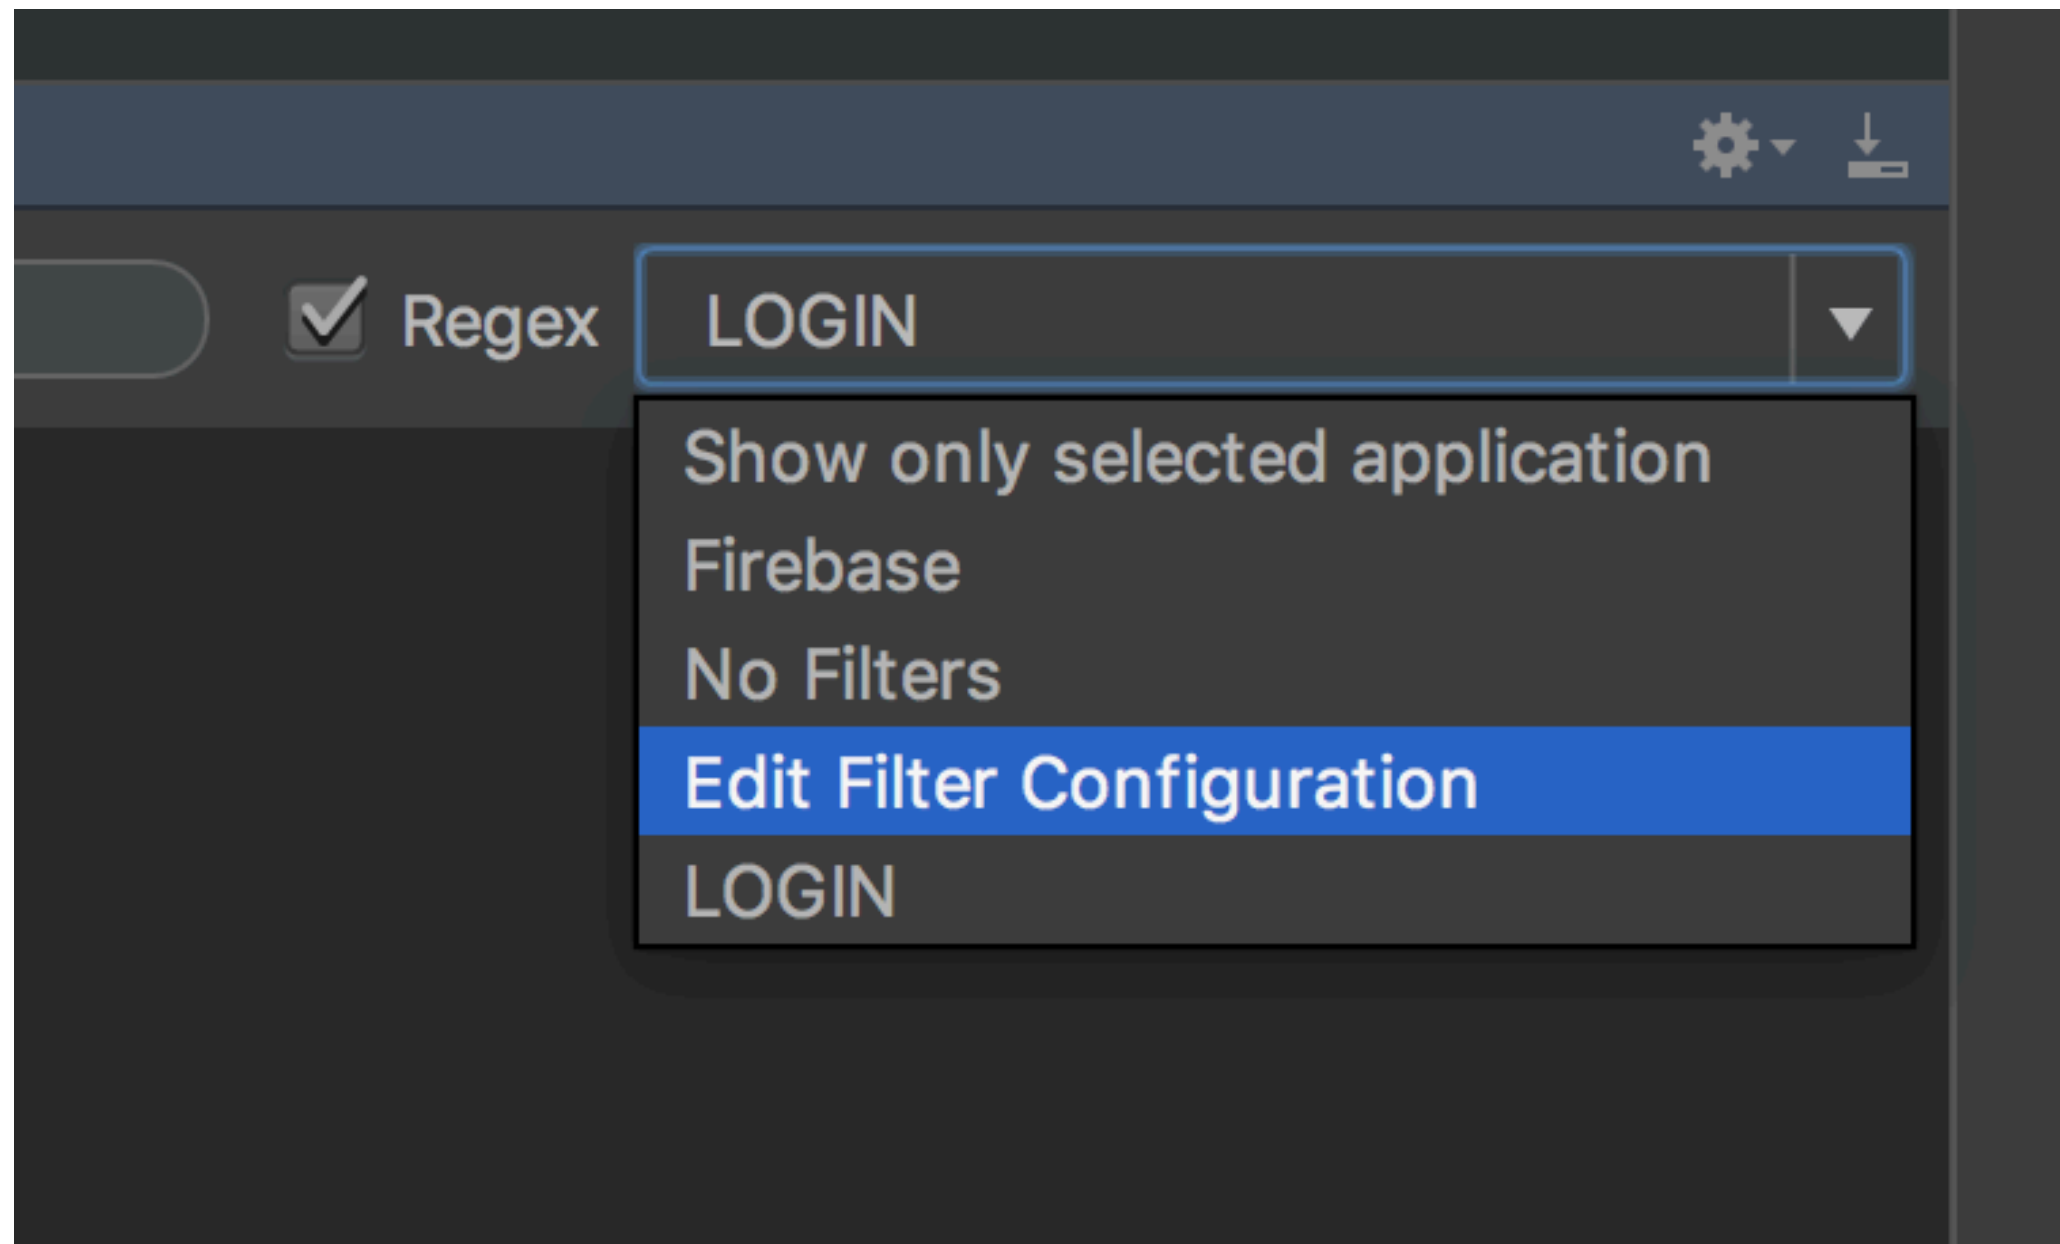 Regex LOGIN
Show only selected application
Firebase
No Filters
Edit Filter Configuration
LOGIN